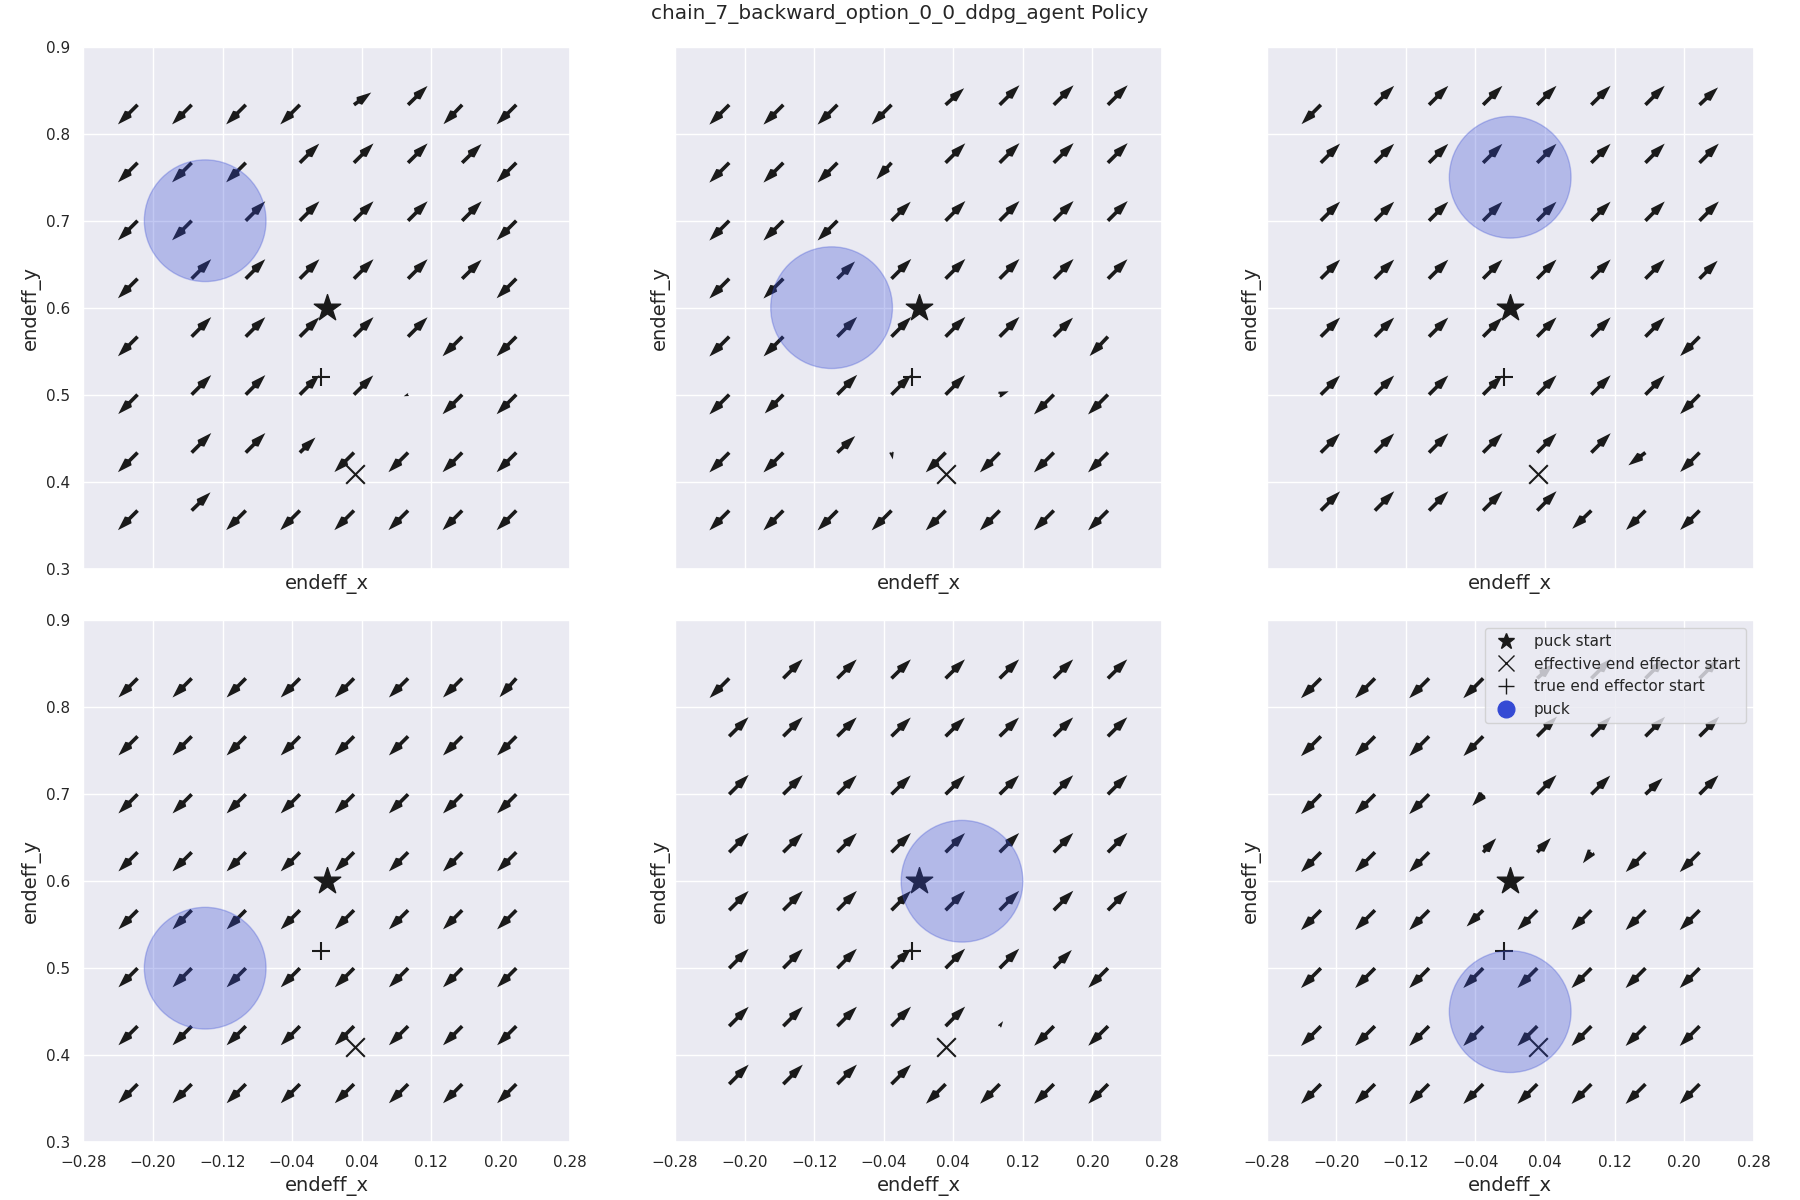 chain_7_backward_option_0_0_ddpg_agent Policy
0.9
0.8
0.7
0.6
0.5
0.4
0.3
endeff_y
endeff_x
endeff_y
endeff_x
endeff_y
endeff_x
0.9
0.8
0.7
0.6
0.5
0.4
0.3
endeff_y
−0.28 −0.20 −0.12 −0.04 0.04 0.12 0.20 0.28
endeff_x
endeff_y
−0.28 −0.20 −0.12 −0.04 0.04 0.12 0.20 0.28
endeff_x
puck start
effective end effector start
true end effector start
puck
endeff_y
−0.28 −0.20 −0.12 −0.04 0.04 0.12 0.20 0.28
endeff_x